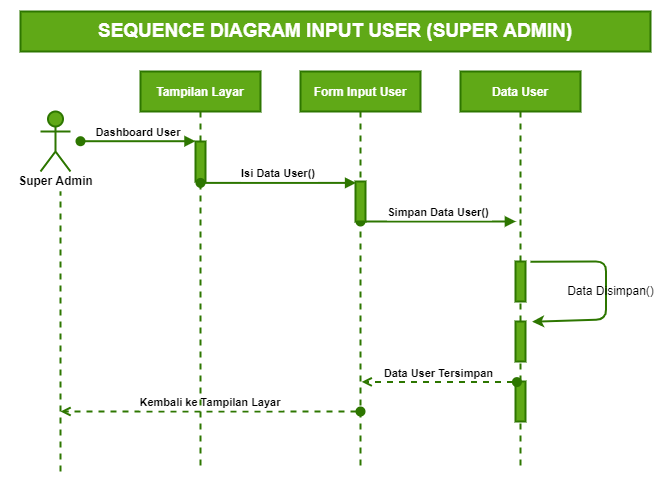 SEQUENCE DIAGRAM INPUT USER (SUPER ADMIN)
Tampilan Layar
Form Input User
Data User
Dashboard User
Super Admin
Isi Data User()
Simpan Data User()
Data Disimpan()
Data User Tersimpan
Kembali ke Tampilan Layar